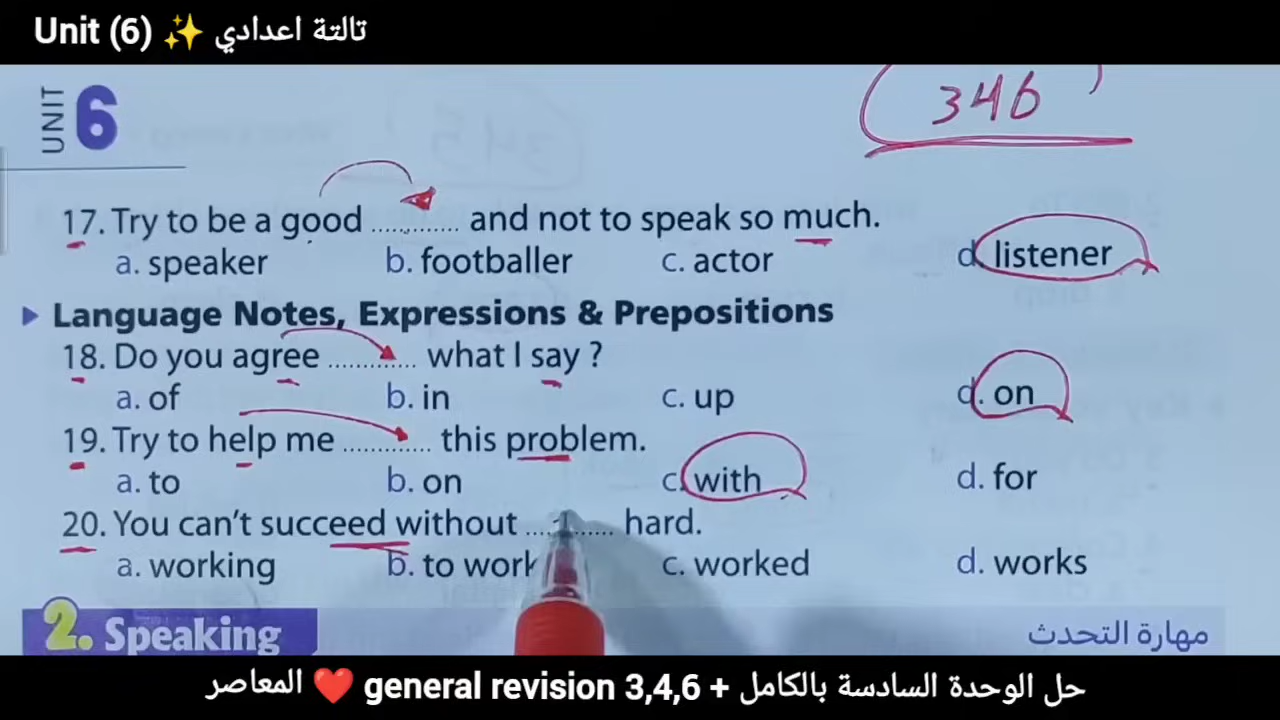 Unit (6) ✨ تالتة اعدادي
UNIT 6
346
17. Try to be a good ............ and not to speak so much.
a. speaker b. footballer c. actor d. listener
Language Notes, Expressions & Prepositions
18. Do you agree ............ what I say ?
a. of b. in c. up d. on
19. Try to help me ............ this problem.
a. to b. on c. with d. for
20. You can't succeed without ............ hard.
a. working b. to work c. worked d. works
2. Speaking مهارة التحدث
حل الوحدة السادسة بالكامل + general revision 3,4,6 ❤️ المعاصر